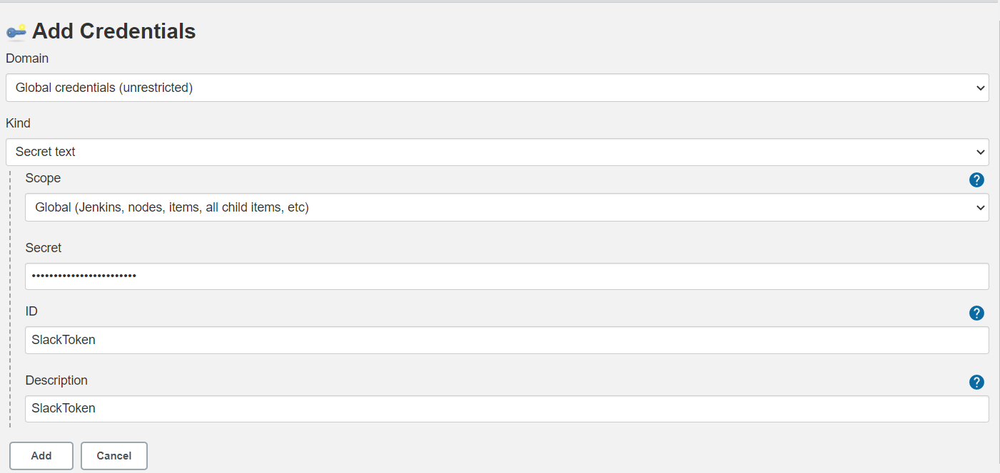 Add Credentials
Domain
Global credentials (unrestricted)
Kind
Secret text
Scope
?
Global (Jenkins, nodes, items, all child items, etc)
Secret
••••••••••••••••••••••••
ID
?
SlackToken
Description
?
SlackToken
Add Cancel